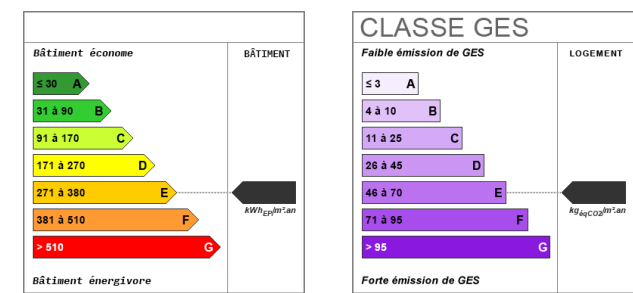 Bâtiment économe
BÂTIMENT
≤ 30 A
31 à 90 B
91 à 170 C
171 à 270 D
271 à 380 E
kWhEP/m².an
381 à 510 F
> 510 G
Bâtiment énergivore
CLASSE GES
Faible émission de GES
LOGEMENT
≤ 3 A
4 à 10 B
11 à 25 C
26 à 45 D
46 à 70 E
kgéqCO2/m².an
71 à 95 F
> 95 G
Forte émission de GES